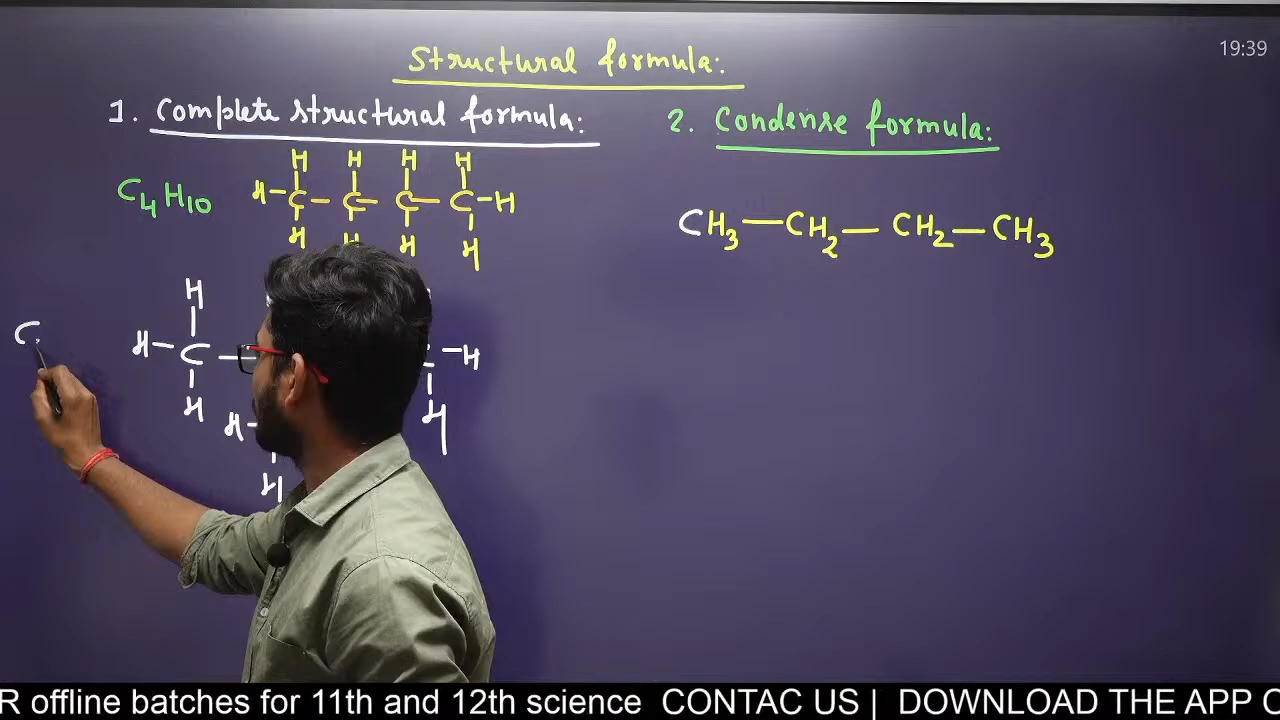 19:39
Structural formula:
1. Complete structural formula:
2. Condense formula:
H H H H
C4H10 H-C-C-C-C-H
H H H H
CH3-CH2-CH2-CH3
H
C H-C- -H
H H
H-
H
R offline batches for 11th and 12th science CONTAC US | DOWNLOAD THE APP